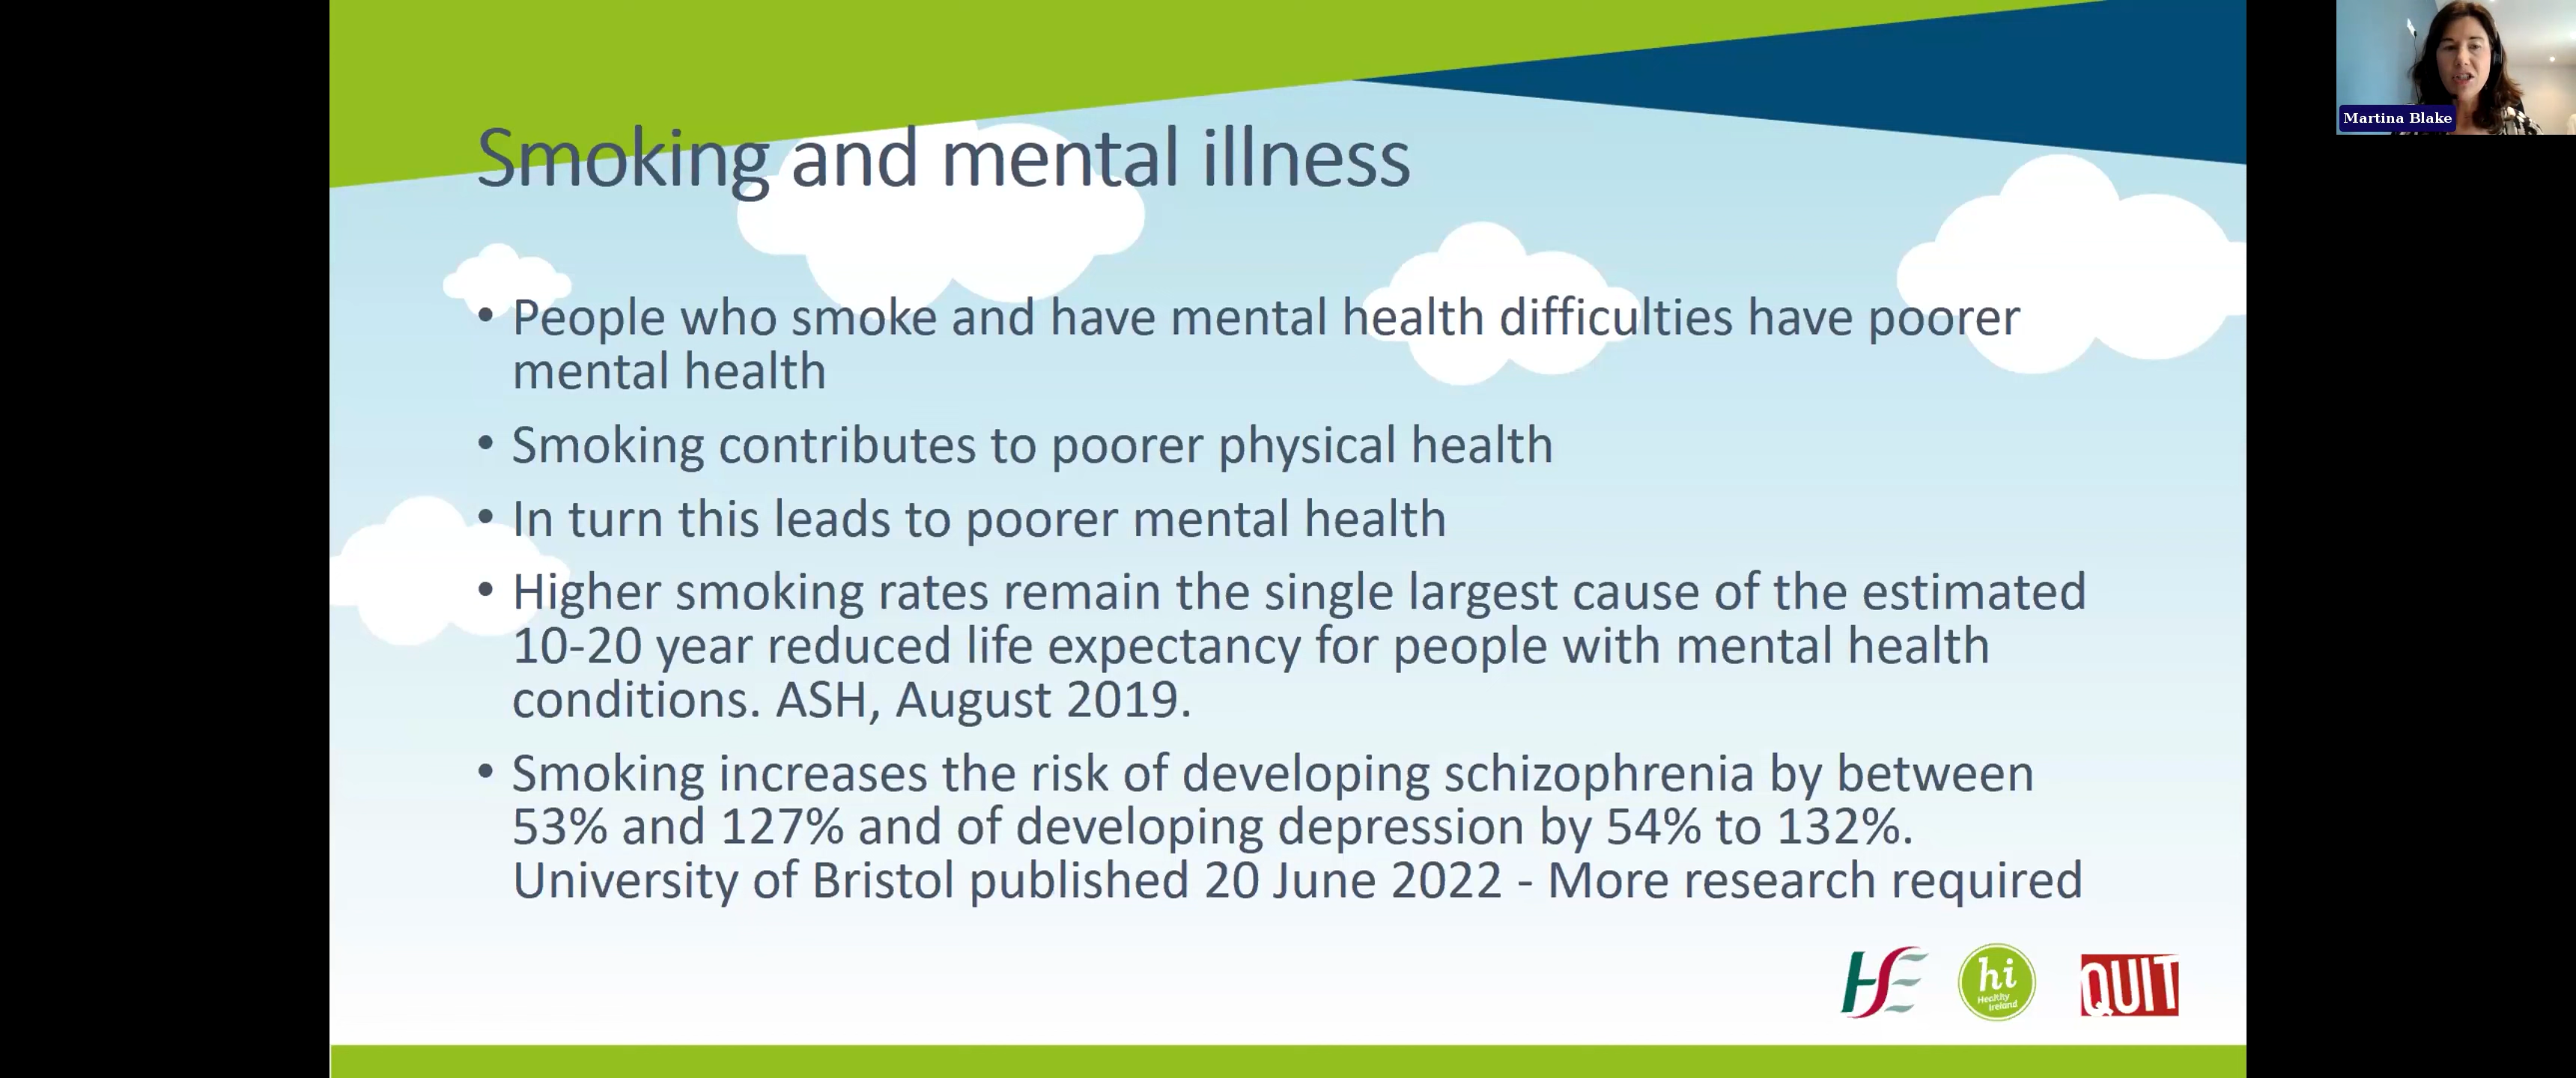 Martina Blake
Smoking and mental illness
• People who smoke and have mental health difficulties have poorer
mental health
• Smoking contributes to poorer physical health
• In turn this leads to poorer mental health
• Higher smoking rates remain the single largest cause of the estimated
10-20 year reduced life expectancy for people with mental health
conditions. ASH, August 2019.
• Smoking increases the risk of developing schizophrenia by between
53% and 127% and of developing depression by 54% to 132%.
University of Bristol published 20 June 2022 - More research required
HSE
hi
Healthy
Ireland
QUIT